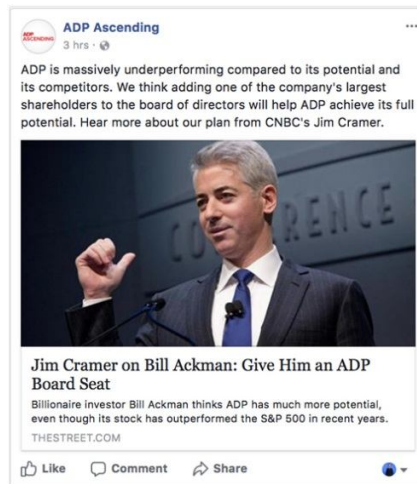 ADP ASCENDING
ADP Ascending
3 hrs ·
ADP is massively underperforming compared to its potential and
its competitors. We think adding one of the company's largest
shareholders to the board of directors will help ADP achieve its full
potential. Hear more about our plan from CNBC's Jim Cramer.
CONFERENCE
Jim Cramer on Bill Ackman: Give Him an ADP
Board Seat
Billionaire investor Bill Ackman thinks ADP has much more potential,
even though its stock has outperformed the S&P 500 in recent years.
THESTREET.COM
Like Comment Share